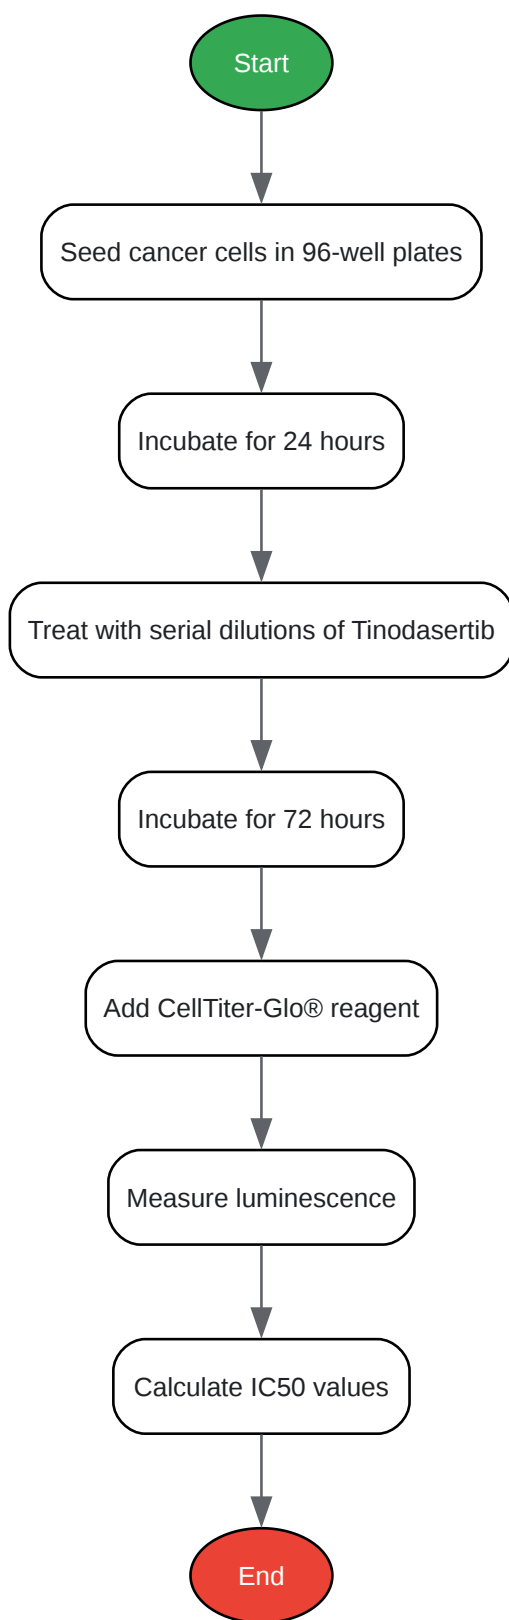 Start
Seed cancer cells in 96-well plates
Incubate for 24 hours
Treat with serial dilutions of Tinodasertib
Incubate for 72 hours
Add CellTiter-Glo® reagent
Measure luminescence
Calculate IC50 values
End